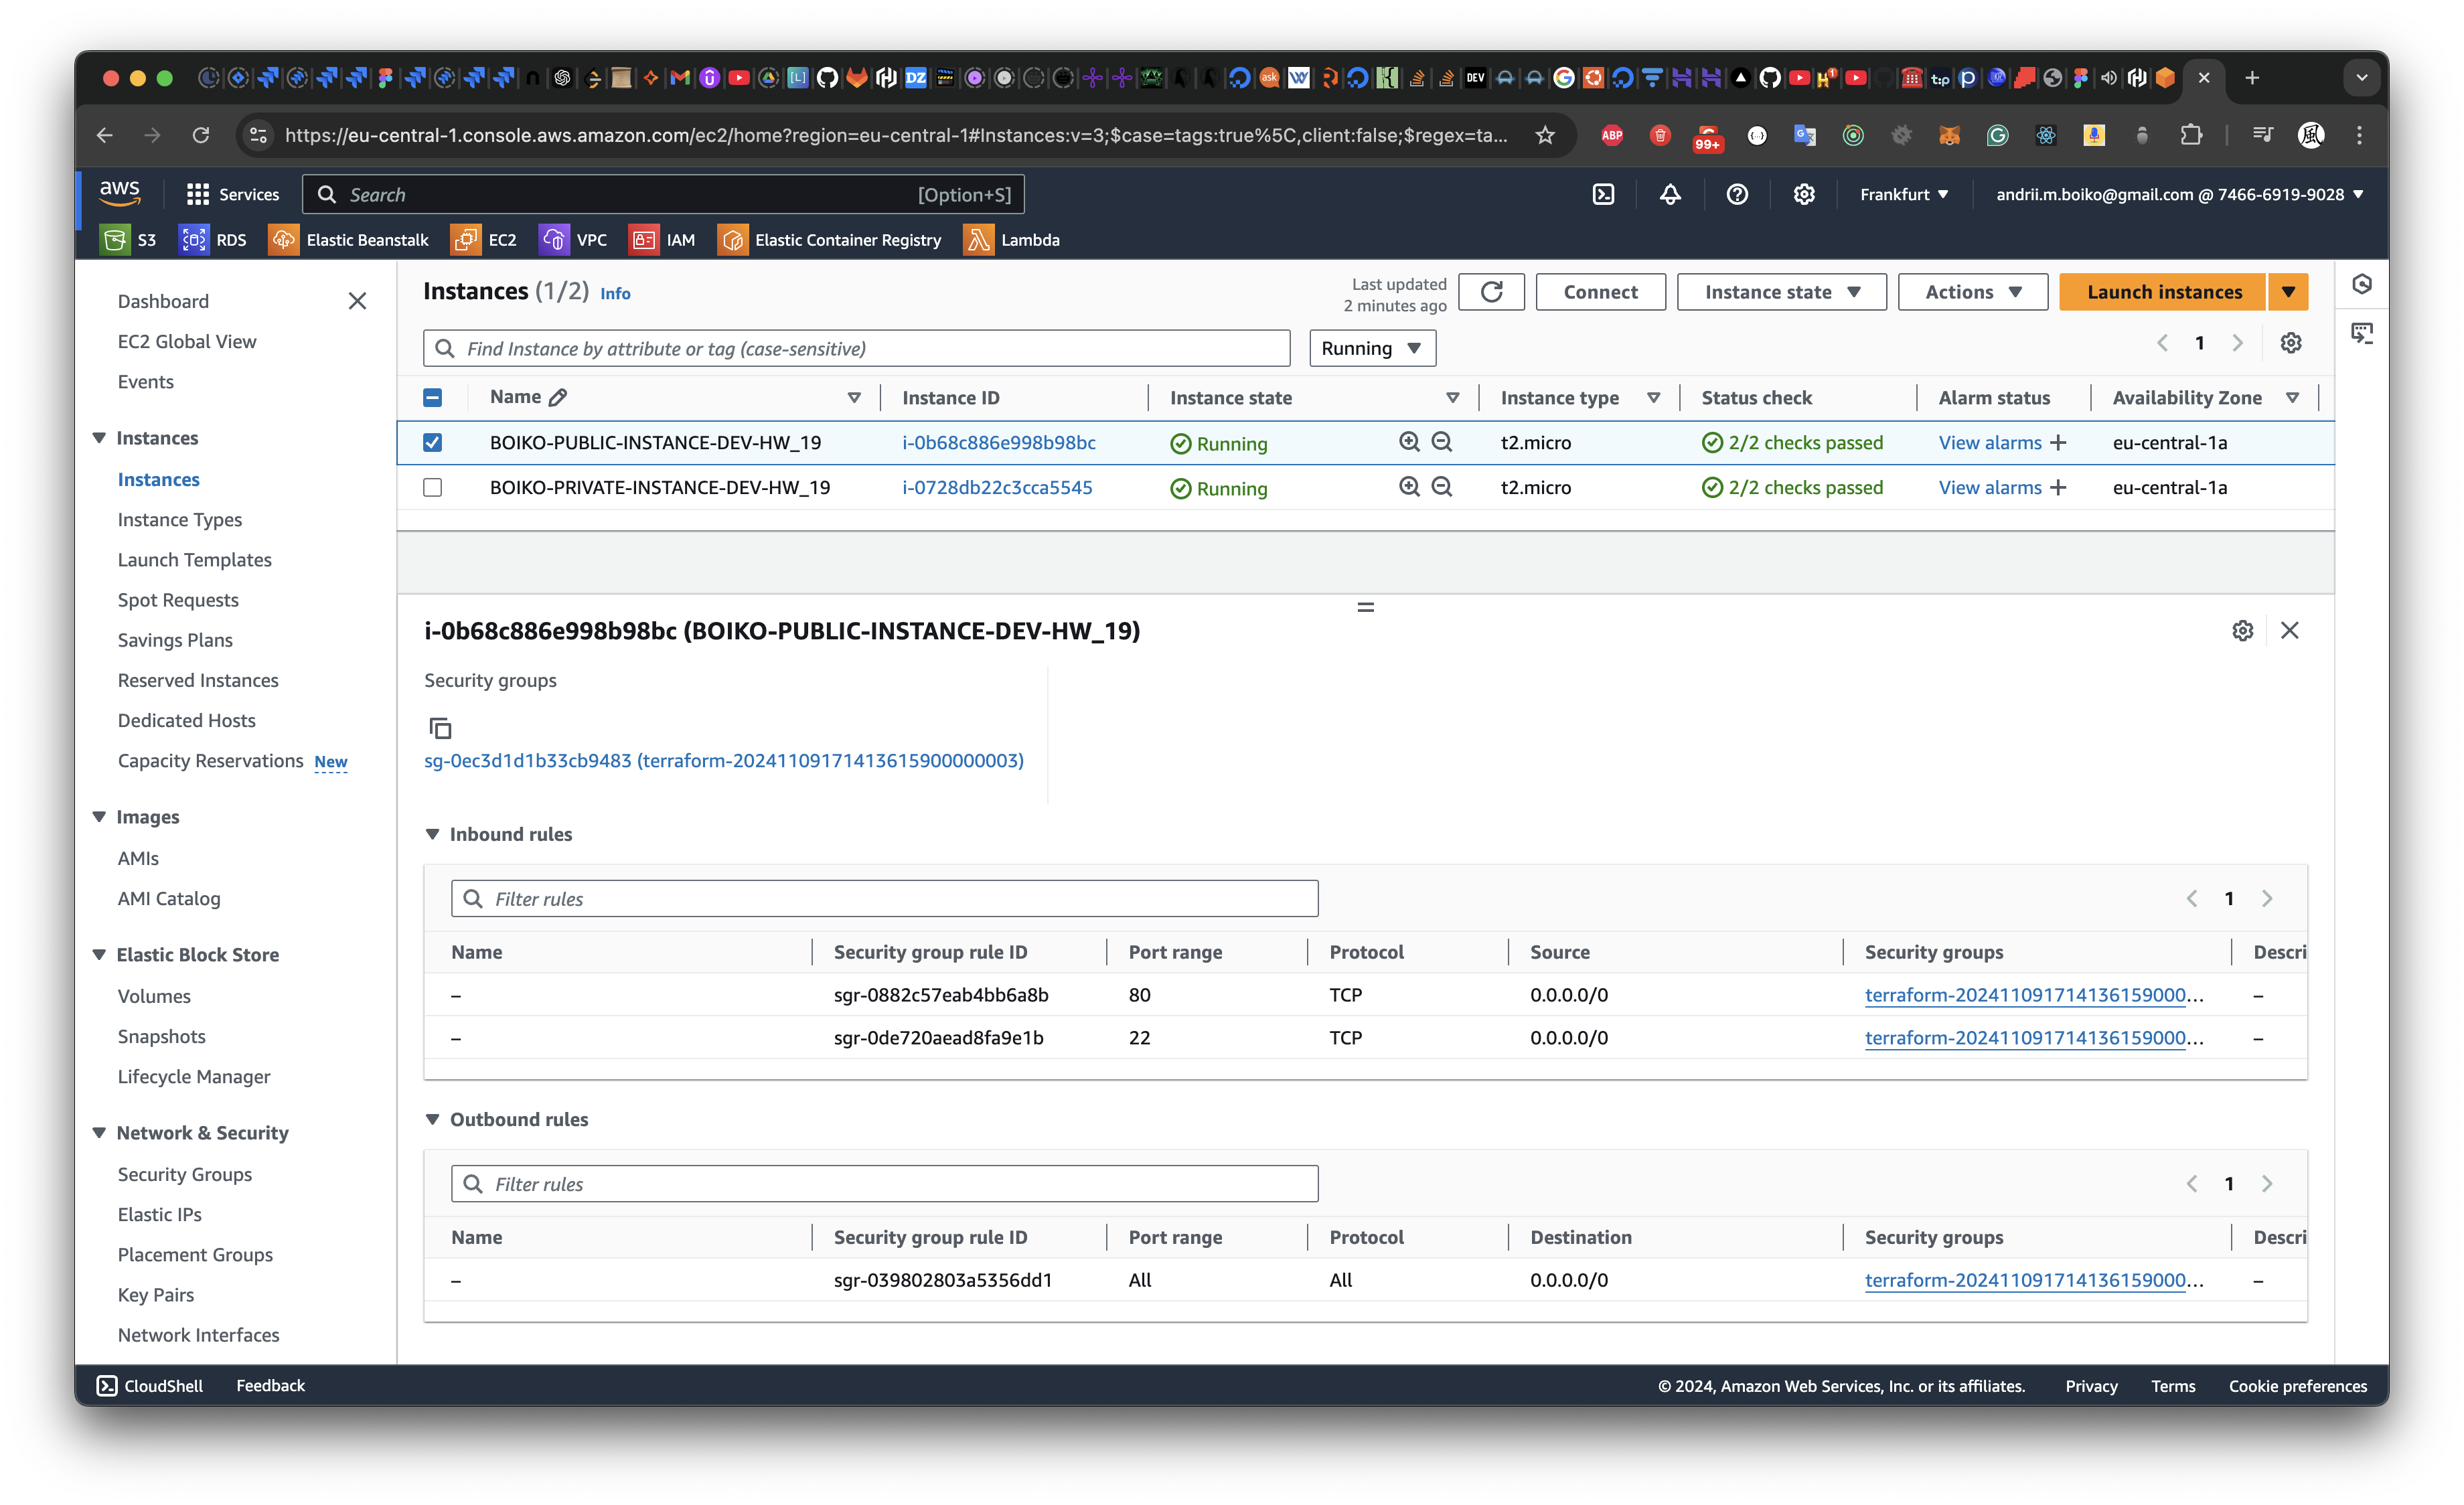 https://eu-central-1.console.aws.amazon.com/ec2/home?region=eu-central-1#Instances:v=3;$case=tags:true%5C,client:false;$regex=ta...
ABP
99+
aws
Services
Search
[Option+S]
Frankfurt
andrii.m.boiko@gmail.com @ 7466-6919-9028
S3
RDS
Elastic Beanstalk
EC2
VPC
IAM
Elastic Container Registry
Lambda
Dashboard
EC2 Global View
Events
Instances
Instances
Instance Types
Launch Templates
Spot Requests
Savings Plans
Reserved Instances
Dedicated Hosts
Capacity Reservations New
Images
AMIs
AMI Catalog
Elastic Block Store
Volumes
Snapshots
Lifecycle Manager
Network & Security
Security Groups
Elastic IPs
Placement Groups
Key Pairs
Network Interfaces
Instances (1/2) Info
Last updated
2 minutes ago
Connect
Instance state
Actions
Launch instances
Find Instance by attribute or tag (case-sensitive)
Running
1
Name Instance ID Instance state Instance type Status check Alarm status Availability Zone
BOIKO-PUBLIC-INSTANCE-DEV-HW_19 i-0b68c886e998b98bc Running t2.micro 2/2 checks passed View alarms + eu-central-1a
BOIKO-PRIVATE-INSTANCE-DEV-HW_19 i-0728db22c3cca5545 Running t2.micro 2/2 checks passed View alarms + eu-central-1a
i-0b68c886e998b98bc (BOIKO-PUBLIC-INSTANCE-DEV-HW_19)
Security groups
sg-0ec3d1d1b33cb9483 (terraform-20241109171413615900000003)
Inbound rules
Filter rules
1
Name Security group rule ID Port range Protocol Source Security groups Descri
– sgr-0882c57eab4bb6a8b 80 TCP 0.0.0.0/0 terraform-202411091714136159000... –
– sgr-0de720aead8fa9e1b 22 TCP 0.0.0.0/0 terraform-202411091714136159000... –
Outbound rules
Filter rules
1
Name Security group rule ID Port range Protocol Destination Security groups Descri
– sgr-039802803a5356dd1 All All 0.0.0.0/0 terraform-202411091714136159000... –
CloudShell
Feedback
© 2024, Amazon Web Services, Inc. or its affiliates.
Privacy
Terms
Cookie preferences